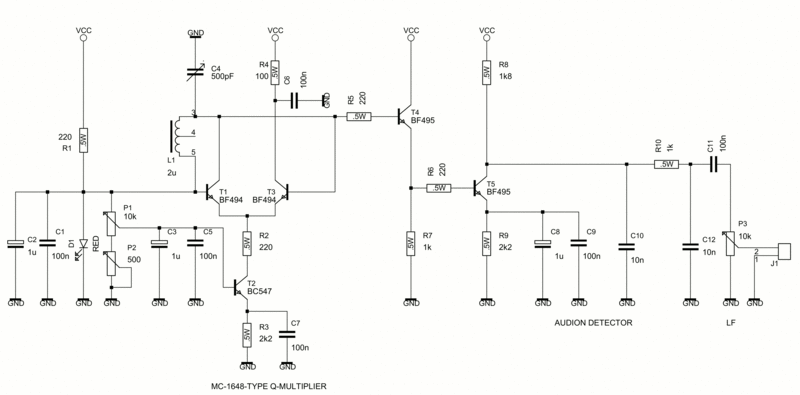 VCC
GND
VCC
VCC
VCC
C4
500pF
R4
100
.5W
C6
100n
GND
R5
220
.5W
T4
BF495
R8
1k8
.5W
220
R1
.5W
3
4
5
L1
2u
T1
BF494
T3
BF494
R6
220
.5W
T5
BF495
R10
1k
.5W
C11
100n
P1
10k
C2
1u
C1
100n
D1
RED
P2
500
C3
1u
C5
100n
R2
220
.5W
R7
1k
.5W
R9
2k2
.5W
C8
1u
C9
100n
C10
10n
C12
10n
P3
10k
2
1
J1
T2
BC547
GND
GND
GND
GND
GND
GND
GND
GND
GND
GND
GND
GND
GND
GND
R3
2k2
.5W
C7
100n
GND
GND
AUDION DETECTOR
LF
MC-1648-TYPE Q-MULTIPLIER